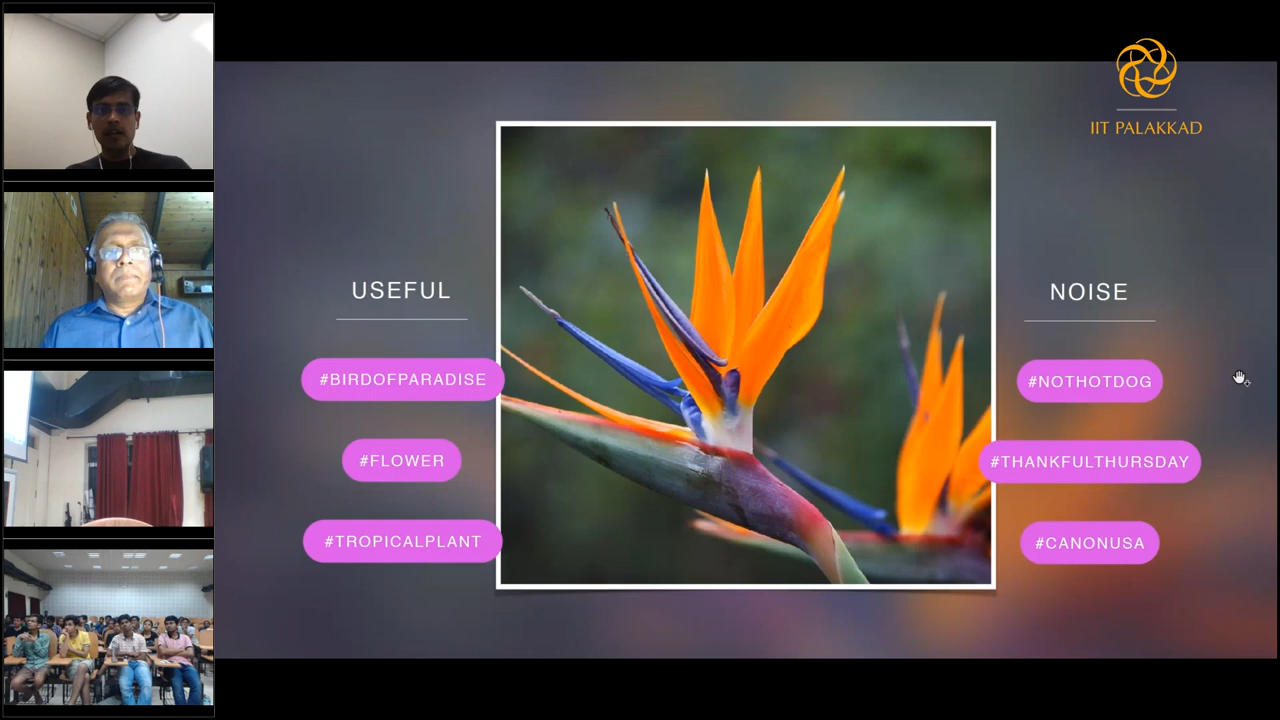 IIT PALAKKAD
USEFUL
#BIRDOFPARADISE
#FLOWER
#TROPICALPLANT
NOISE
#NOTHOTDOG
#THANKFULTHURSDAY
#CANONUSA